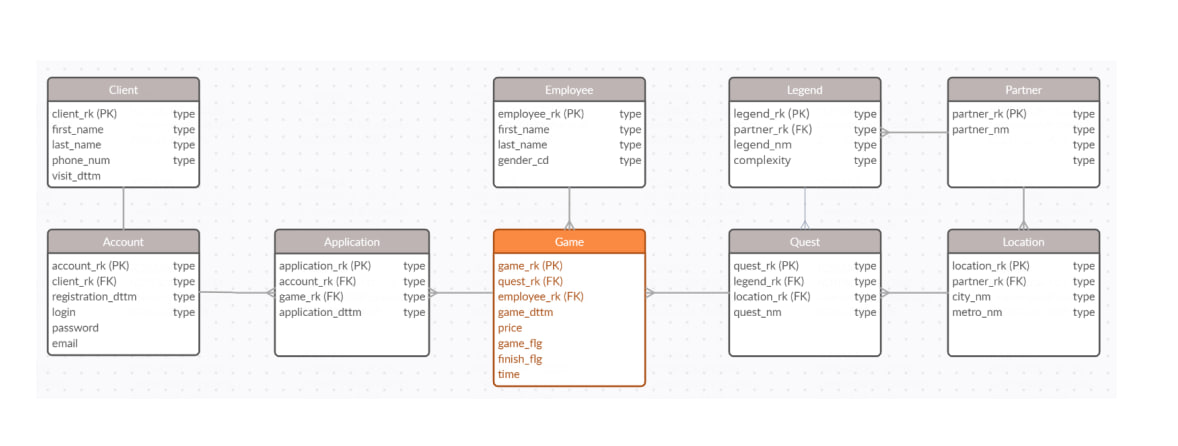 Client
client_rk (PK) type
first_name type
last_name type
phone_num type
visit_dttm
Employee
employee_rk (PK) type
first_name type
last_name type
gender_cd type
Legend
legend_rk (PK) type
partner_rk (FK) type
legend_nm type
complexity type
Partner
partner_rk (PK) type
partner_nm type
type
type
Account
account_rk (PK) type
client_rk (FK) type
registration_dttm type
login type
password
email
Application
application_rk (PK) type
account_rk (FK) type
game_rk (FK) type
application_dttm type
Game
game_rk (PK)
quest_rk (FK)
employee_rk (FK)
game_dttm
price
game_flg
finish_flg
time
Quest
quest_rk (PK) type
legend_rk (FK) type
location_rk (FK) type
quest_nm type
Location
location_rk (PK) type
partner_rk (FK) type
city_nm type
metro_nm type